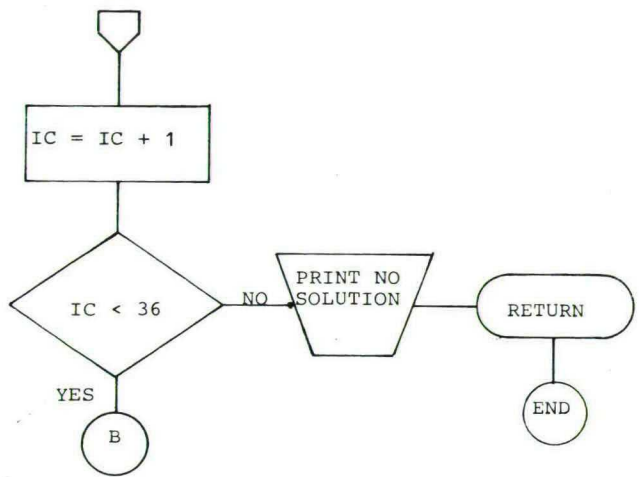 IC = IC + 1
IC < 36
NO
PRINT NO
SOLUTION
RETURN
YES
B
END